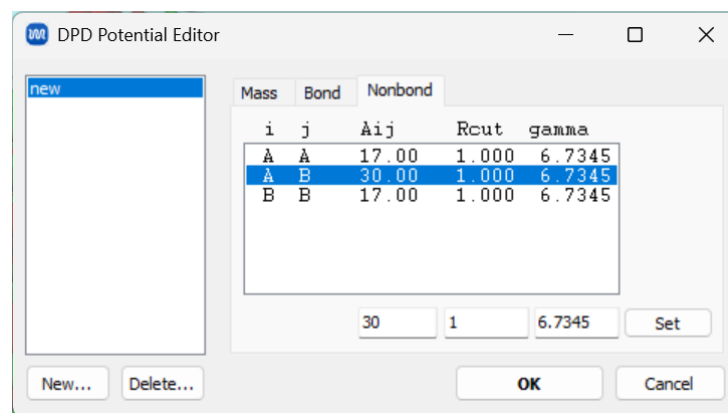 DPD Potential Editor
new
Mass Bond Nonbond
i j Aij Rcut gamma
A A 17.00 1.000 6.7345
A B 30.00 1.000 6.7345
B B 17.00 1.000 6.7345
30 1 6.7345 Set
New... Delete... OK Cancel